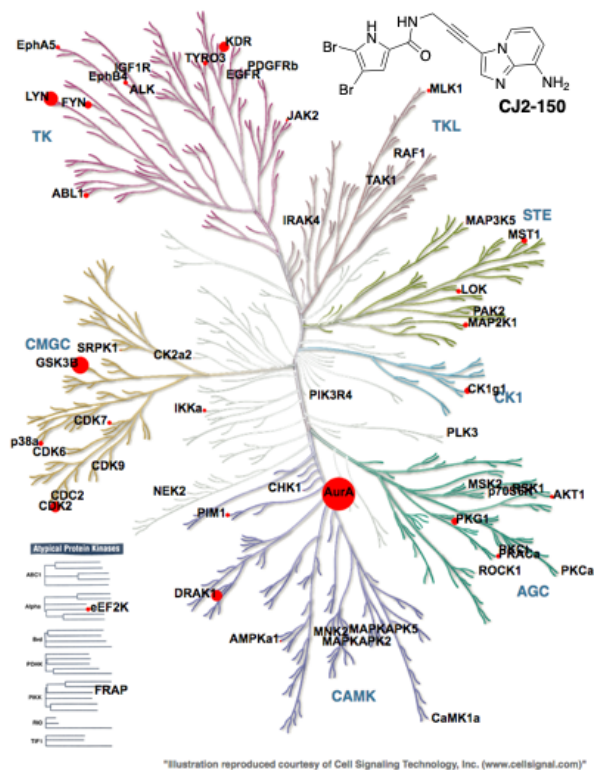 EphA5
KDR
TYRO3
IGF1R
PDGFRb
EphB4
EGFR
ALK
LYN
FYN
JAK2
TK
ABL1
Br
Br
H
N
O
HN
N
N
NH₂
CJ2-150
MLK1
TKL
RAF1
TAK1
IRAK4
STE
MAP3K5
MST1
LOK
PAK2
MAP2K1
CMGC
SRPK1
CK2a2
GSK3B
CK1g1
CK1
PIK3R4
IKKa
CDK7
p38a
CDK6
CDK9
PLK3
CDC2
CDK2
NEK2
CHK1
AurA
PIM1
MSK2
p70S6K
RSK1
AKT1
PKG1
PRKACa
ROCK1
PKCa
AGC
Atypical Protein Kinases
ABC1
Alpha
eEF2K
Brd
PDHK
PIKK
FRAP
RIO
TIF1
DRAK1
AMPKa1
MNK2
MAPKAPK5
MAPKAPK2
CAMK
CaMK1a
"Illustration reproduced courtesy of Cell Signaling Technology, Inc. (www.cellsignal.com)"